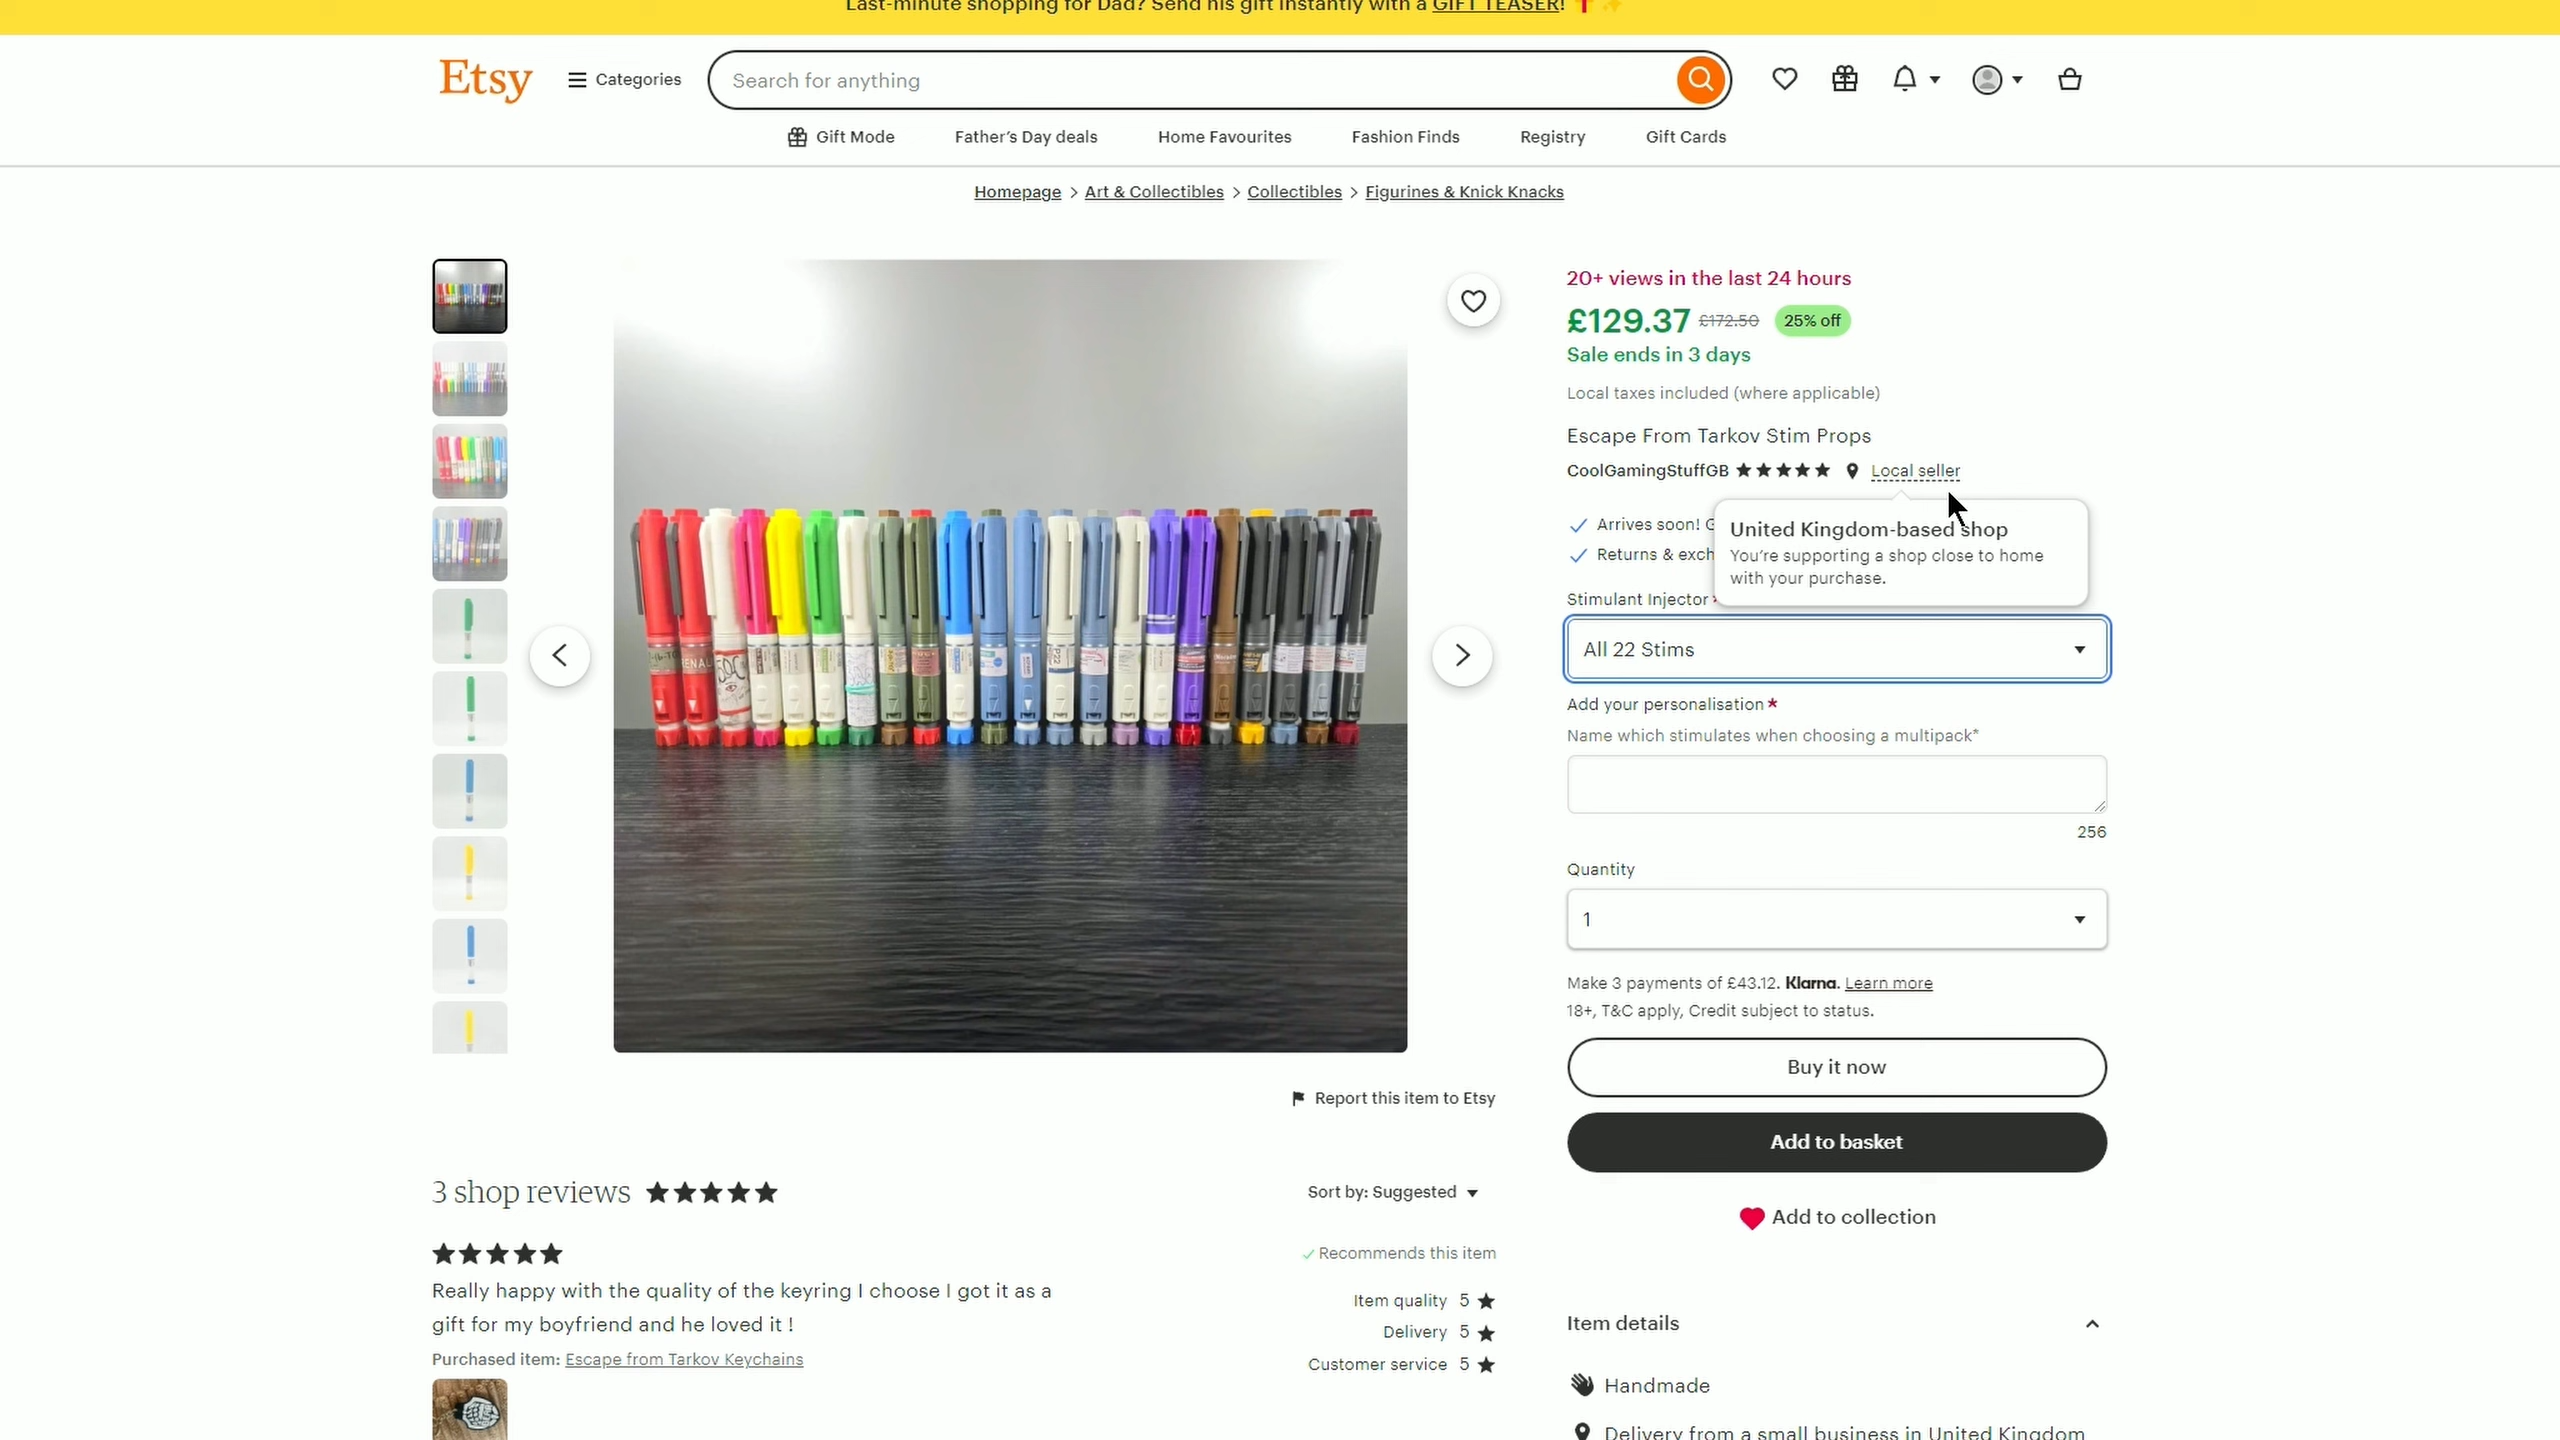 Last-minute shopping for Dad? Send his gift instantly with a GIFT TEASER!
Etsy
Categories
Search for anything
Gift Mode
Father's Day deals
Home Favourites
Fashion Finds
Registry
Gift Cards
Homepage > Art & Collectibles > Collectibles > Figurines & Knick Knacks
20+ views in the last 24 hours
£129.37 £172.50 25% off
Sale ends in 3 days
Local taxes included (where applicable)
Escape From Tarkov Stim Props
CoolGamingStuffGB Local seller
Arrives soon!
Returns &
United Kingdom-based shop
You're supporting a shop close to home
with your purchase.
Stimulant Injector
All 22 Stims
Add your personalisation *
Name which stimulates when choosing a multipack*
256
Quantity
1
Make 3 payments of £43.12. Klarna. Learn more
18+, T&C apply, Credit subject to status.
Buy it now
Add to basket
Add to collection
Item details
Handmade
Delivery from a small business in United Kingdom
P22
Report this item to Etsy
3 shop reviews
Sort by: Suggested
Recommends this item
Really happy with the quality of the keyring I choose I got it as a
gift for my boyfriend and he loved it !
Purchased item: Escape from Tarkov Keychains
Item quality 5
Delivery 5
Customer service 5